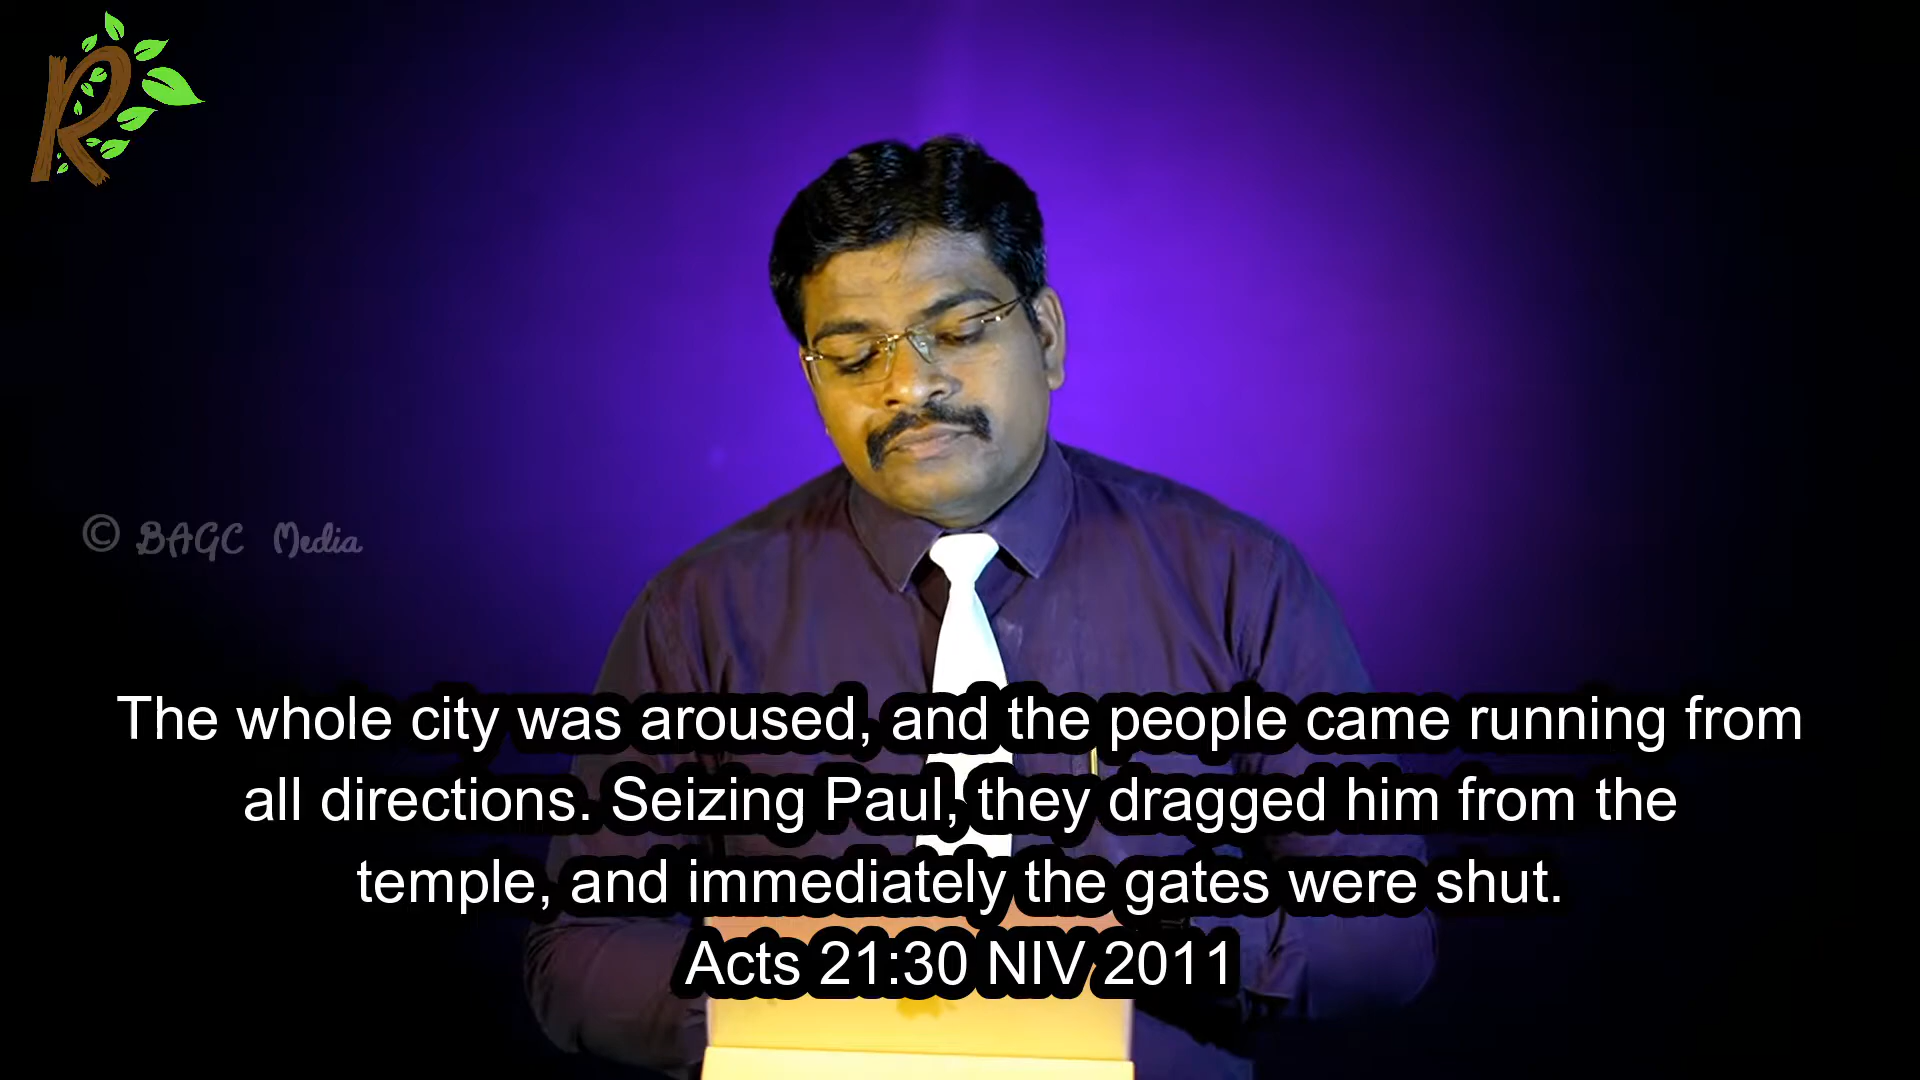 R
© BAGC Media
The whole city was aroused, and the people came running from
all directions. Seizing Paul, they dragged him from the
temple, and immediately the gates were shut.
Acts 21:30 NIV 2011